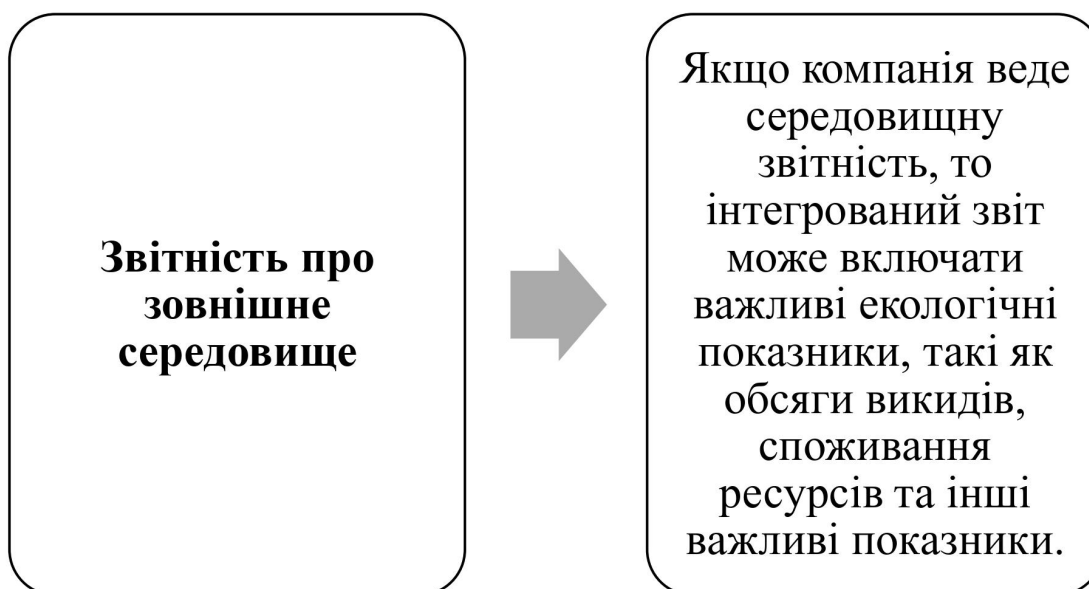 Звітність про
зовнішне
середовище
Якщо компанія веде
середовищну
звітність, то
інтегрований звіт
може включати
важливі екологічні
показники, такі як
обсяги викидів,
споживання
ресурсів та інші
важливі показники.